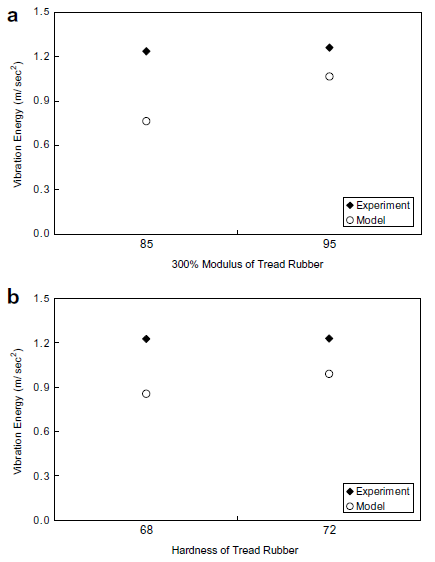 a
1.5
1.2
0.9
0.6
0.3
0.0
Vibration Energy (m/ sec²)
◆ Experiment
○ Model
85 95
300% Modulus of Tread Rubber
b
1.5
1.2
0.9
0.6
0.3
0.0
Vibration Energy (m/ sec²)
◆ Experiment
○ Model
68 72
Hardness of Tread Rubber